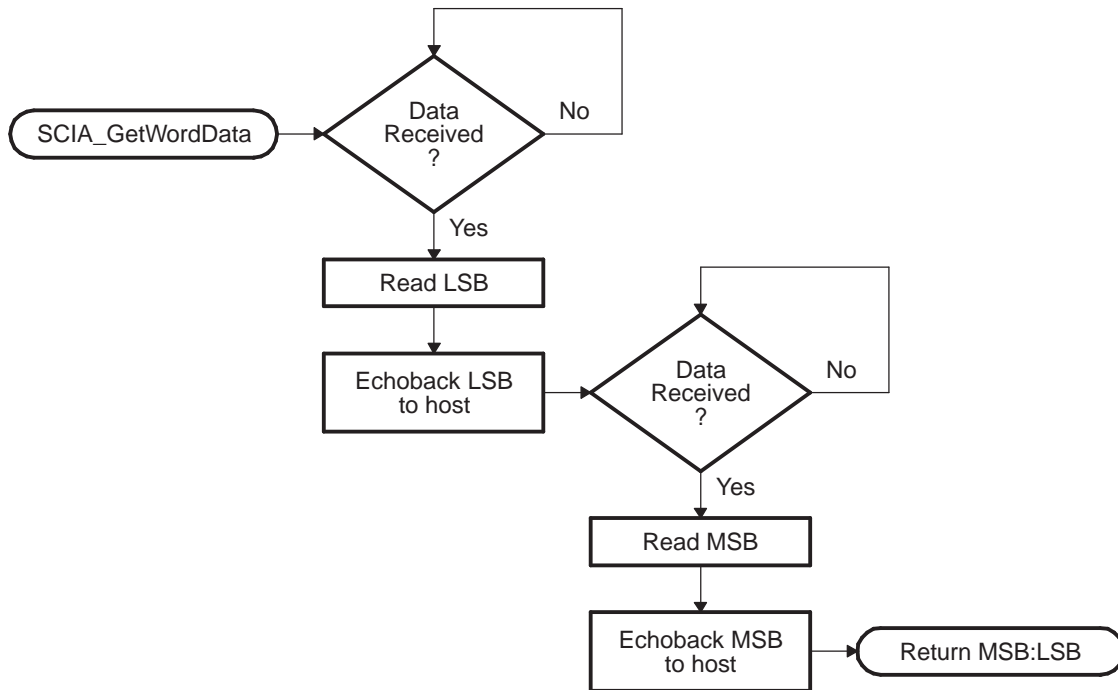 SCIA_GetWordData
Data
Received
?
No
Yes
Read LSB
Echoback LSB
to host
Data
Received
?
No
Yes
Read MSB
Echoback MSB
to host
Return MSB:LSB